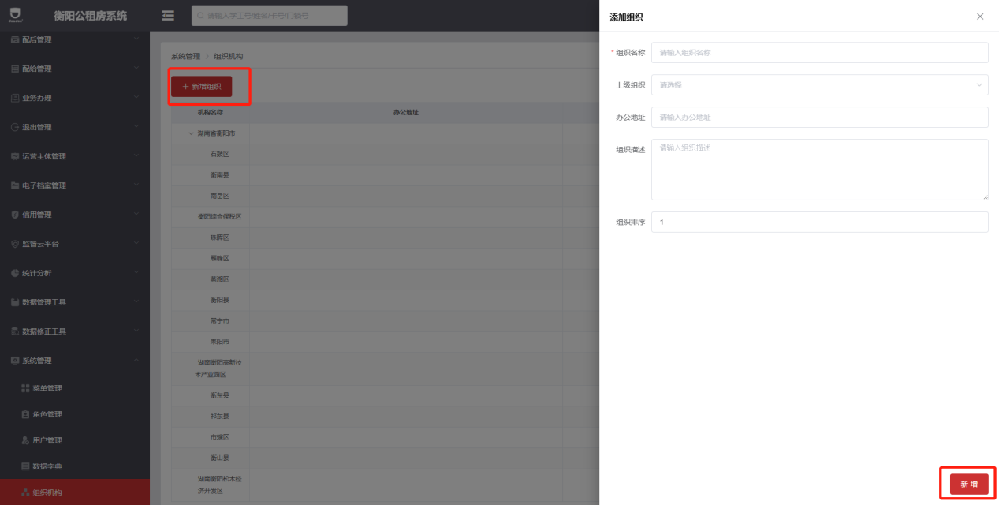 衡阳公租房系统
请输入学工号/姓名/卡号/门锁号
配后管理
配给管理
业务办理
退出管理
运营主体管理
电子档案管理
信用管理
监督云平台
统计分析
数据管理工具
数据修正工具
系统管理
菜单管理
角色管理
用户管理
数据字典
组织机构
系统管理 > 组织机构
+ 新增组织
机构名称 办公地址
湖南省衡阳市
石鼓区
衡南县
南岳区
衡阳综合保税区
珠晖区
雁峰区
蒸湘区
衡阳县
常宁市
耒阳市
湖南衡阳高新技
术产业园区
衡东县
祁东县
市辖区
衡山县
湖南衡阳松木经
济开发区
添加组织
* 组织名称 请输入组织名称
上级组织 请选择
办公地址 请输入办公地址
组织描述 请输入组织描述
组织排序 1
新增